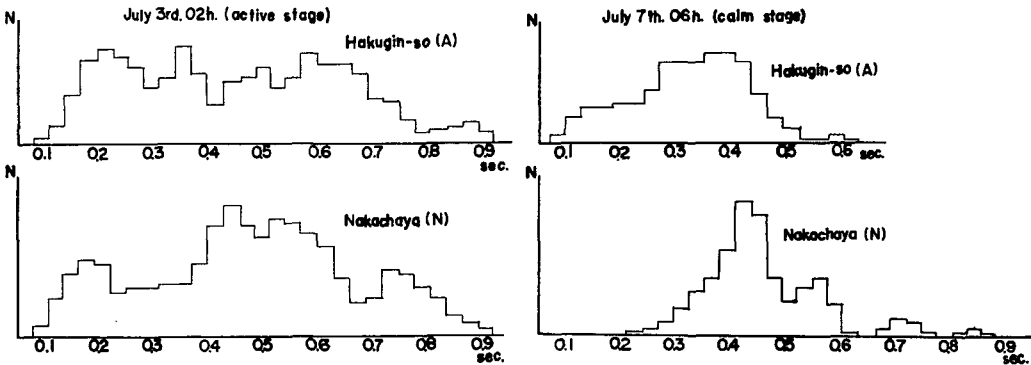 July 3rd. 02h. (active stage)
N
Hakugin-so (A)
0.1 0.2 0.3 0.4 0.5 0.6 0.7 0.8 0.9
sec.
July 7th. 06h. (calm stage)
N
Hakugin-so (A)
0.1 0.2 0.3 0.4 0.5 0.6 sec.
N
Nakachaya (N)
0.1 0.2 0.3 0.4 0.5 0.6 0.7 0.8 0.9
sec.
N
Nakachaya (N)
0.1 0.2 0.3 0.4 0.5 0.6 0.7 0.8 0.9
sec.